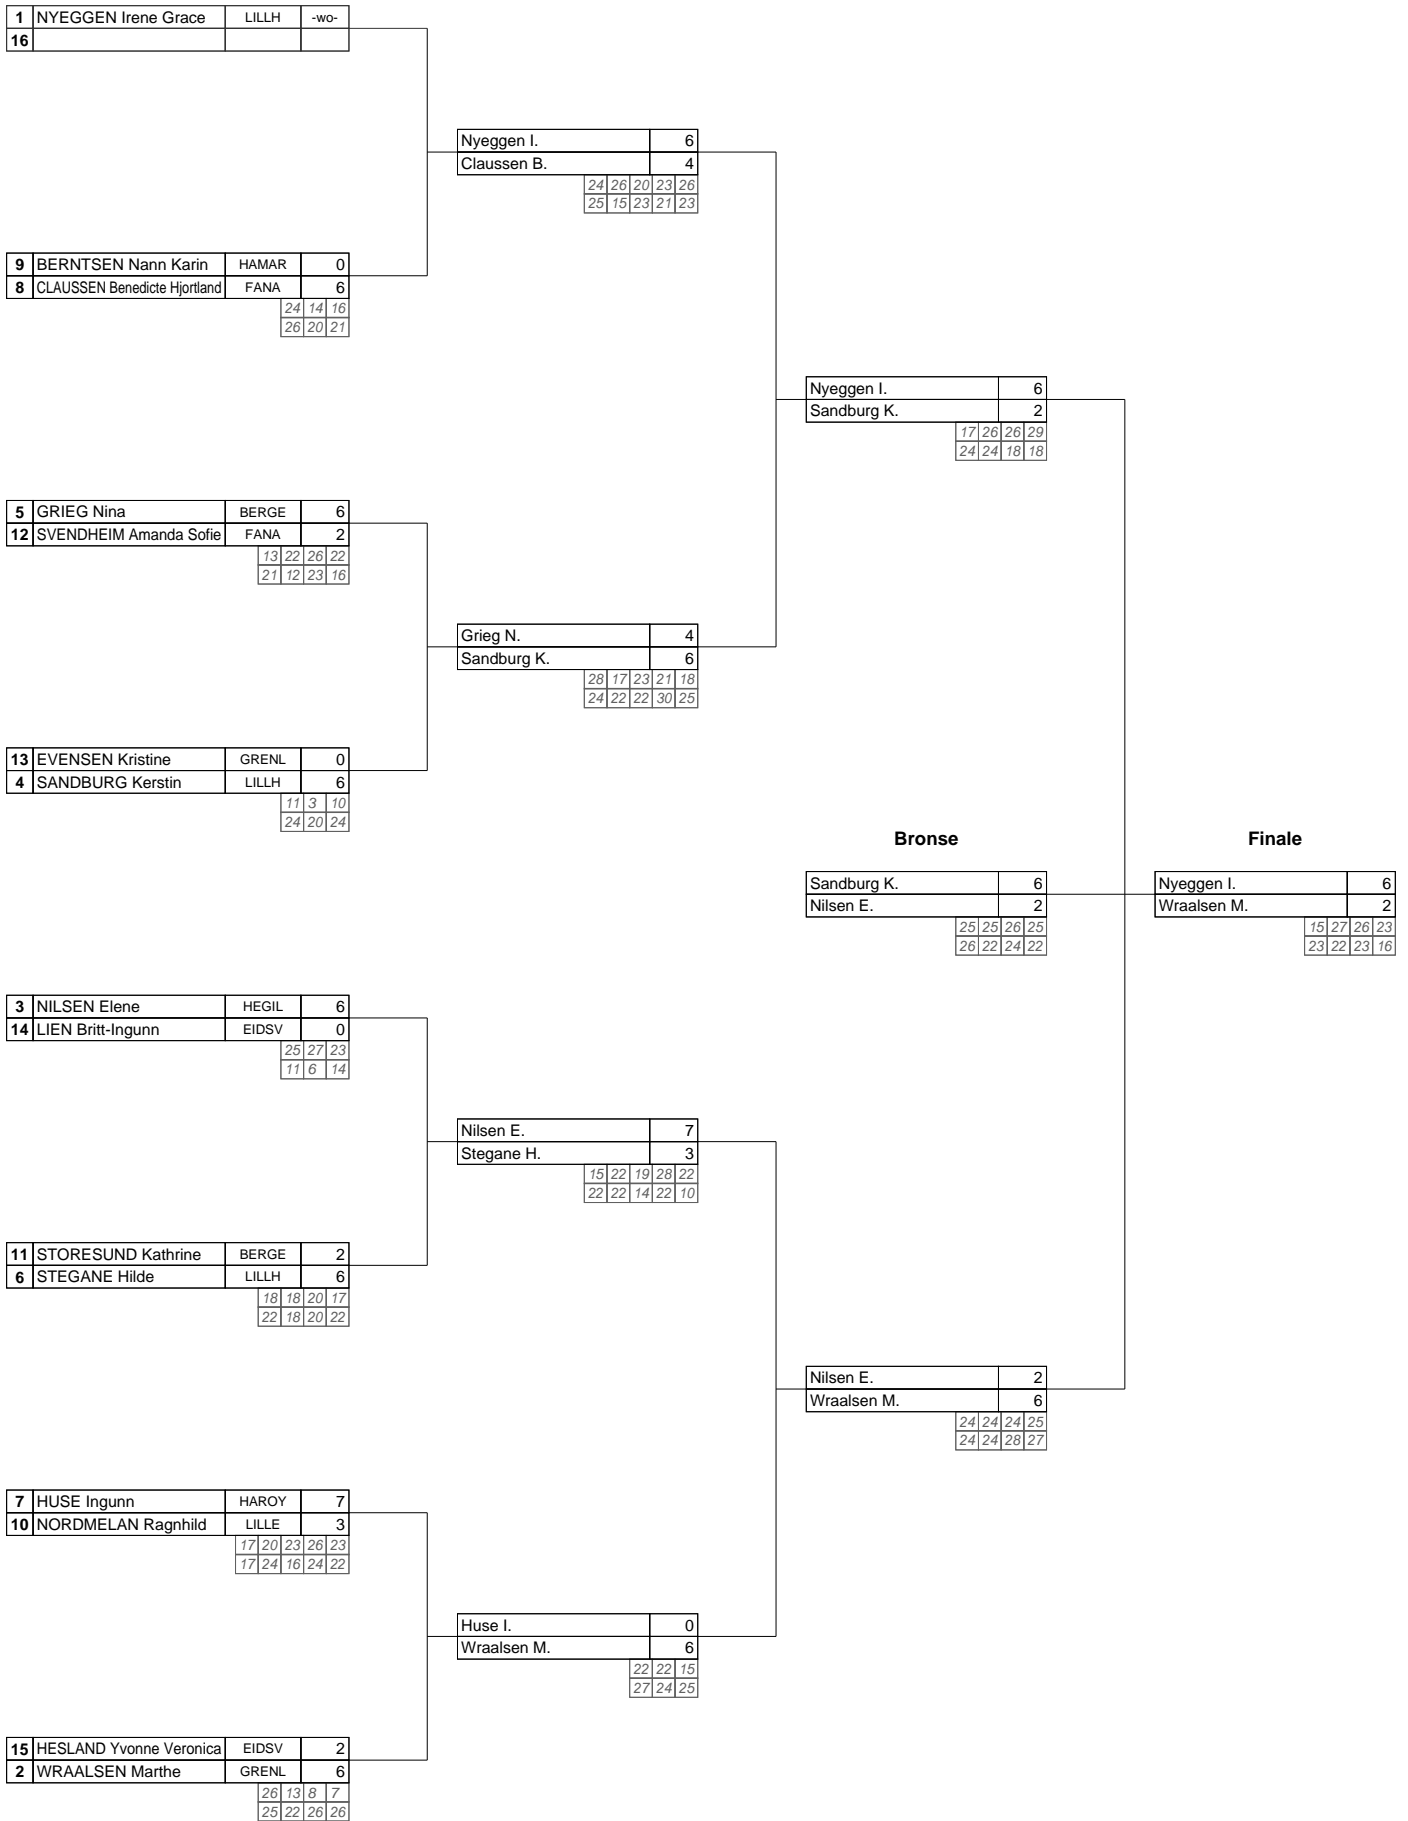 1 NYEGGEN Irene Grace LILLH -wo-
16
Nyeggen I. 6
Claussen B. 4
24 26 20 23 26
25 15 23 21 23
9 BERNTSEN Nann Karin HAMAR 0
8 CLAUSSEN Benedicte Hjortland FANA 6
24 14 16
26 20 21
Nyeggen I. 6
Sandburg K. 2
17 26 26 29
24 24 18 18
5 GRIEG Nina BERGE 6
12 SVENDHEIM Amanda Sofie FANA 2
13 22 26 22
21 12 23 16
Grieg N. 4
Sandburg K. 6
28 17 23 21 18
24 22 22 30 25
13 EVENSEN Kristine GRENL 0
4 SANDBURG Kerstin LILLH 6
11 3 10
24 20 24
Bronse Finale
Sandburg K. 6 Nyeggen I. 6
Nilsen E. 2 Wraalsen M. 2
25 25 26 25 15 27 26 23
26 22 24 22 23 22 23 16
3 NILSEN Elene HEGIL 6
14 LIEN Britt-Ingunn EIDSV 0
25 27 23
11 6 14
Nilsen E. 7
Stegane H. 3
15 22 19 28 22
22 22 14 22 10
11 STORESUND Kathrine BERGE 2
6 STEGANE Hilde LILLH 6
18 18 20 17
22 18 20 22
Nilsen E. 2
Wraalsen M. 6
24 24 24 25
24 24 28 27
7 HUSE Ingunn HAROY 7
10 NORDMELAN Ragnhild LILLE 3
17 20 23 26 23
17 24 16 24 22
Huse I. 0
Wraalsen M. 6
22 22 15
27 24 25
15 HESLAND Yvonne Veronica EIDSV 2
2 WRAALSEN Marthe GRENL 6
26 13 8 7
25 22 26 26